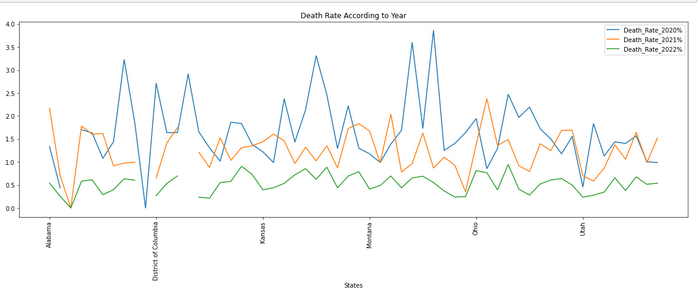 Death Rate According to Year
4.0
3.5
3.0
2.5
2.0
1.5
1.0
0.5
0.0
Death_Rate_2020%
Death_Rate_2021%
Death_Rate_2022%
Alabama
District of Columbia
Kansas
Montana
Ohio
Utah
States